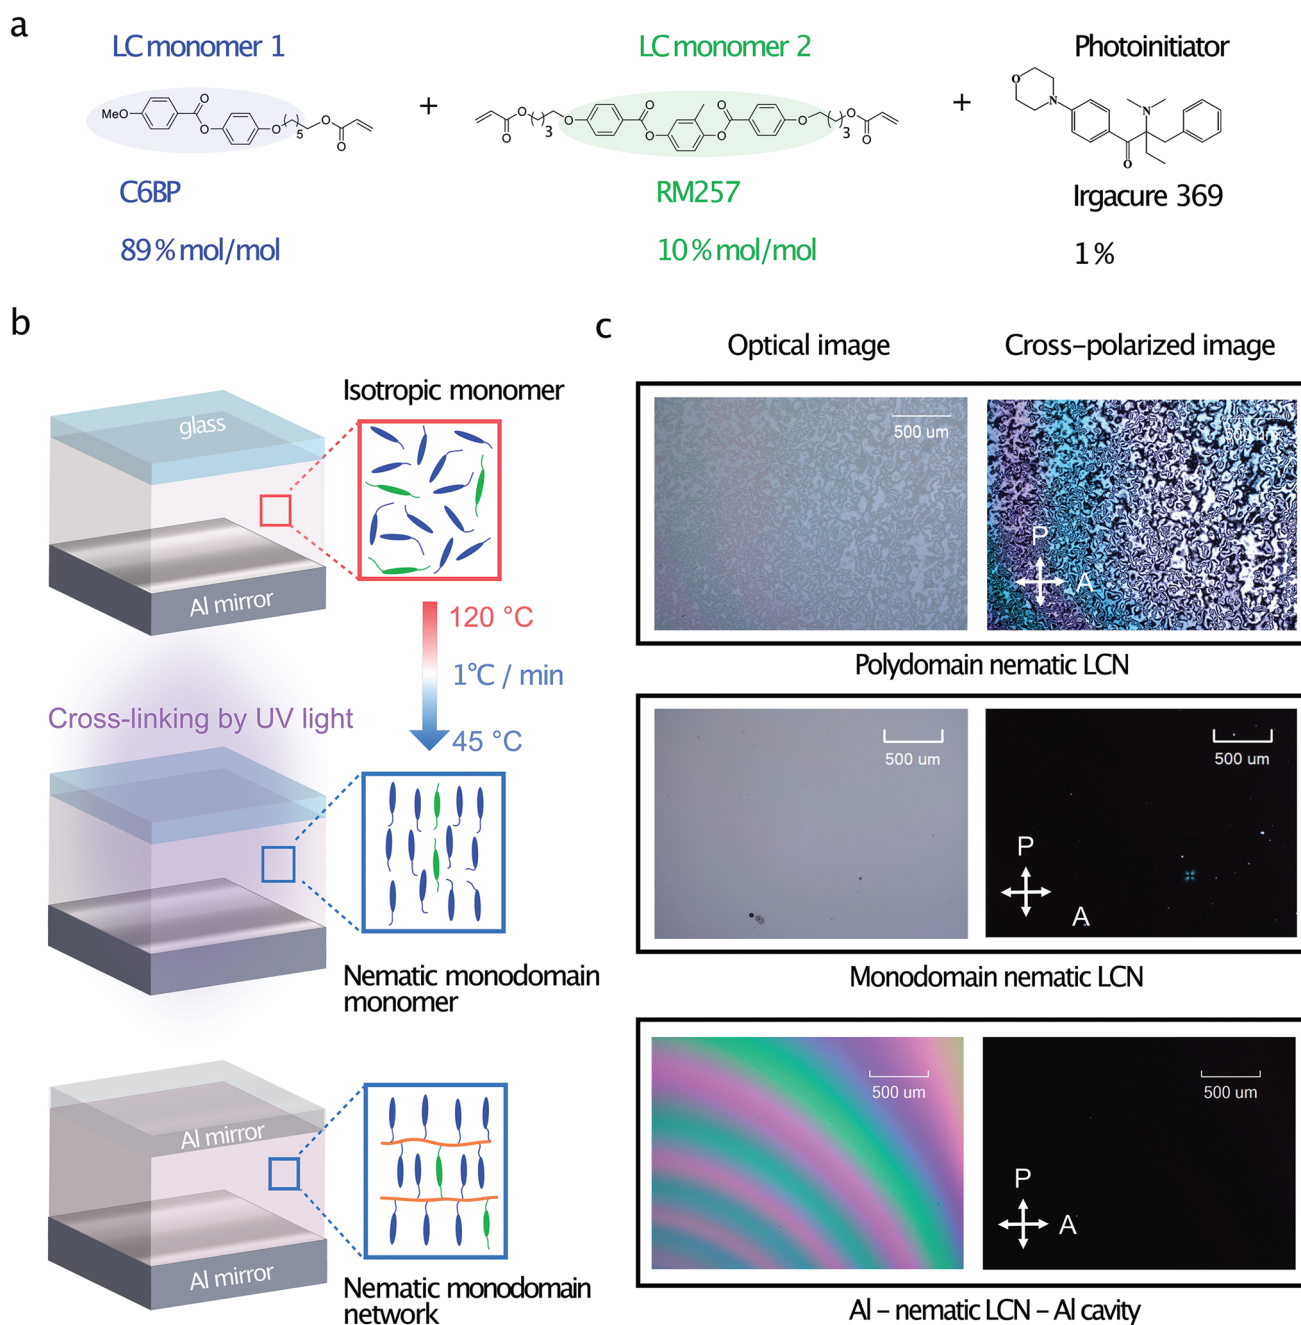 a
LC monomer 1
LC monomer 2
Photoinitiator
MeO
O
O
O
5
O
O
+
O
O
3
O
O
O
O
O
O
3
O
O
+
O
N
N
O
C6BP
RM257
Irgacure 369
89% mol/mol
10% mol/mol
1%
b
glass
Al mirror
Isotropic monomer
120 °C
1°C / min
45 °C
Cross-linking by UV light
Nematic monodomain
monomer
Al mirror
Al mirror
Nematic monodomain
network
c
Optical image
Cross-polarized image
500 um
500 um
P
A
Polydomain nematic LCN
500 um
500 um
P
A
Monodomain nematic LCN
500 um
500 um
P
A
Al - nematic LCN - Al cavity